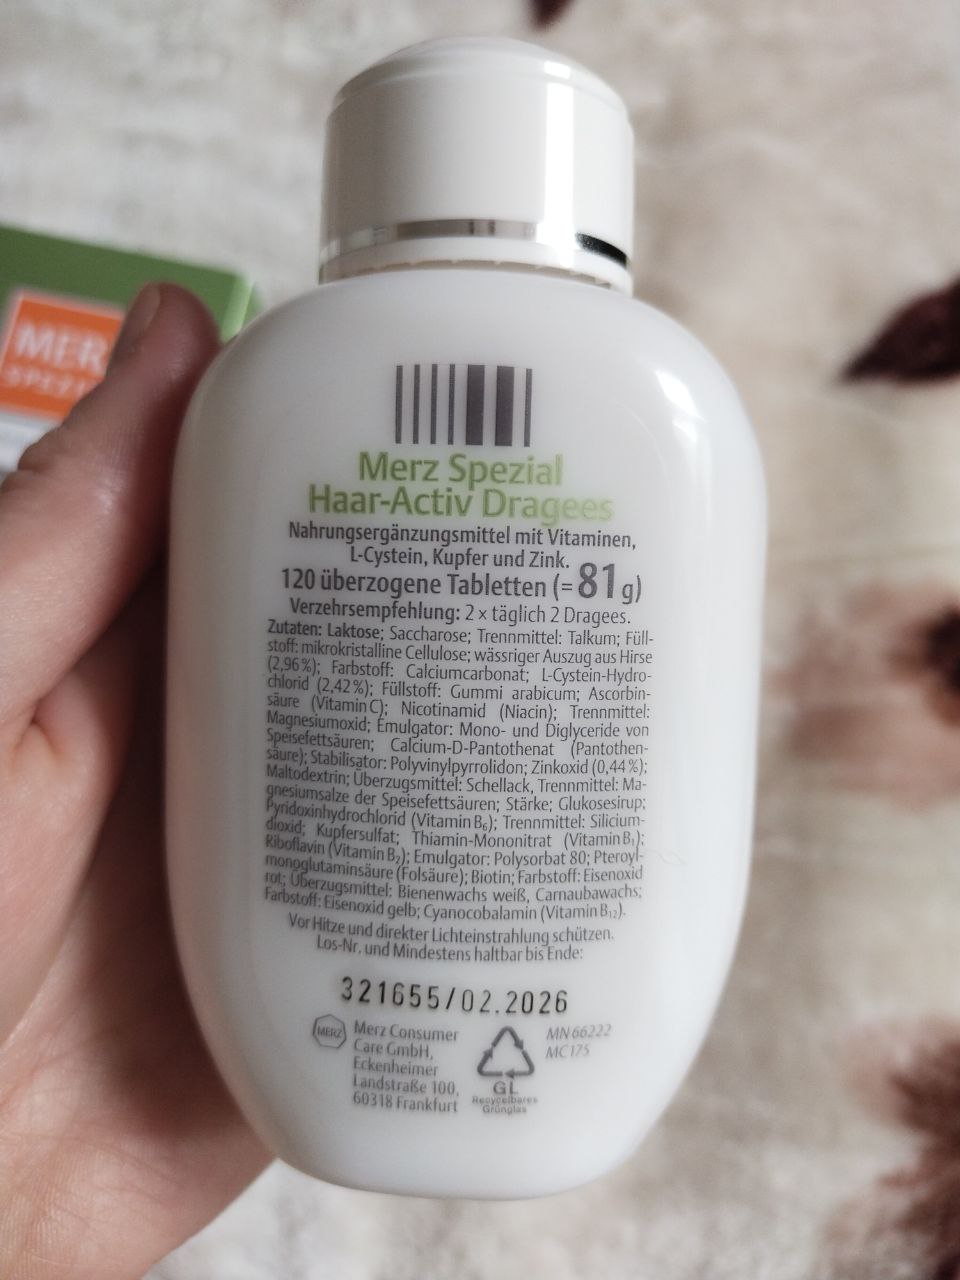 MERZ
SPEZI
Merz Spezial
Haar-Activ Dragees
Nahrungsergänzungsmittel mit Vitaminen,
L-Cystein, Kupfer und Zink.
120 überzogene Tabletten (= 81 g)
Verzehrsempfehlung: 2 x täglich 2 Dragees.
Zutaten: Laktose; Saccharose; Trennmittel: Talkum; Füll-
stoff: mikrokristalline Cellulose; wässriger Auszug aus Hirse
(2,96%); Farbstoff: Calciumcarbonat; L-Cystein-Hydro-
chlorid (2,42%); Füllstoff: Gummi arabicum; Ascorbin-
säure (Vitamin C); Nicotinamid (Niacin); Trennmittel:
Magnesiumoxid; Emulgator: Mono- und Diglyceride von
Speisefettsäuren; Calcium-D-Pantothenat (Pantothen-
säure); Stabilisator: Polyvinylpyrrolidon; Zinkoxid (0,44%);
Maltodextrin; Überzugsmittel: Schellack, Trennmittel: Ma-
gnesiumsalze der Speisefettsäuren; Stärke; Glukosesirup;
Pyridoxinhydrochlorid (Vitamin B6); Trennmittel: Silicium-
dioxid; Kupfersulfat; Thiamin-Mononitrat (Vitamin B1);
Riboflavin (Vitamin B2); Emulgator: Polysorbat 80; Pteroyl-
monoglutaminsäure (Folsäure); Biotin; Farbstoff: Eisenoxid
rot; Überzugsmittel: Bienenwachs weiß, Carnaubawachs;
Farbstoff: Eisenoxid gelb; Cyanocobalamin (Vitamin B12).
Vor Hitze und direkter Lichteinstrahlung schützen.
Los-Nr. und Mindestens haltbar bis Ende:
321655/02.2026
MERZ
Merz Consumer
Care GmbH,
Eckenheimer
Landstraße 100,
60318 Frankfurt
GL
Recycelbares
Grünglas
MN 66222
MC 175